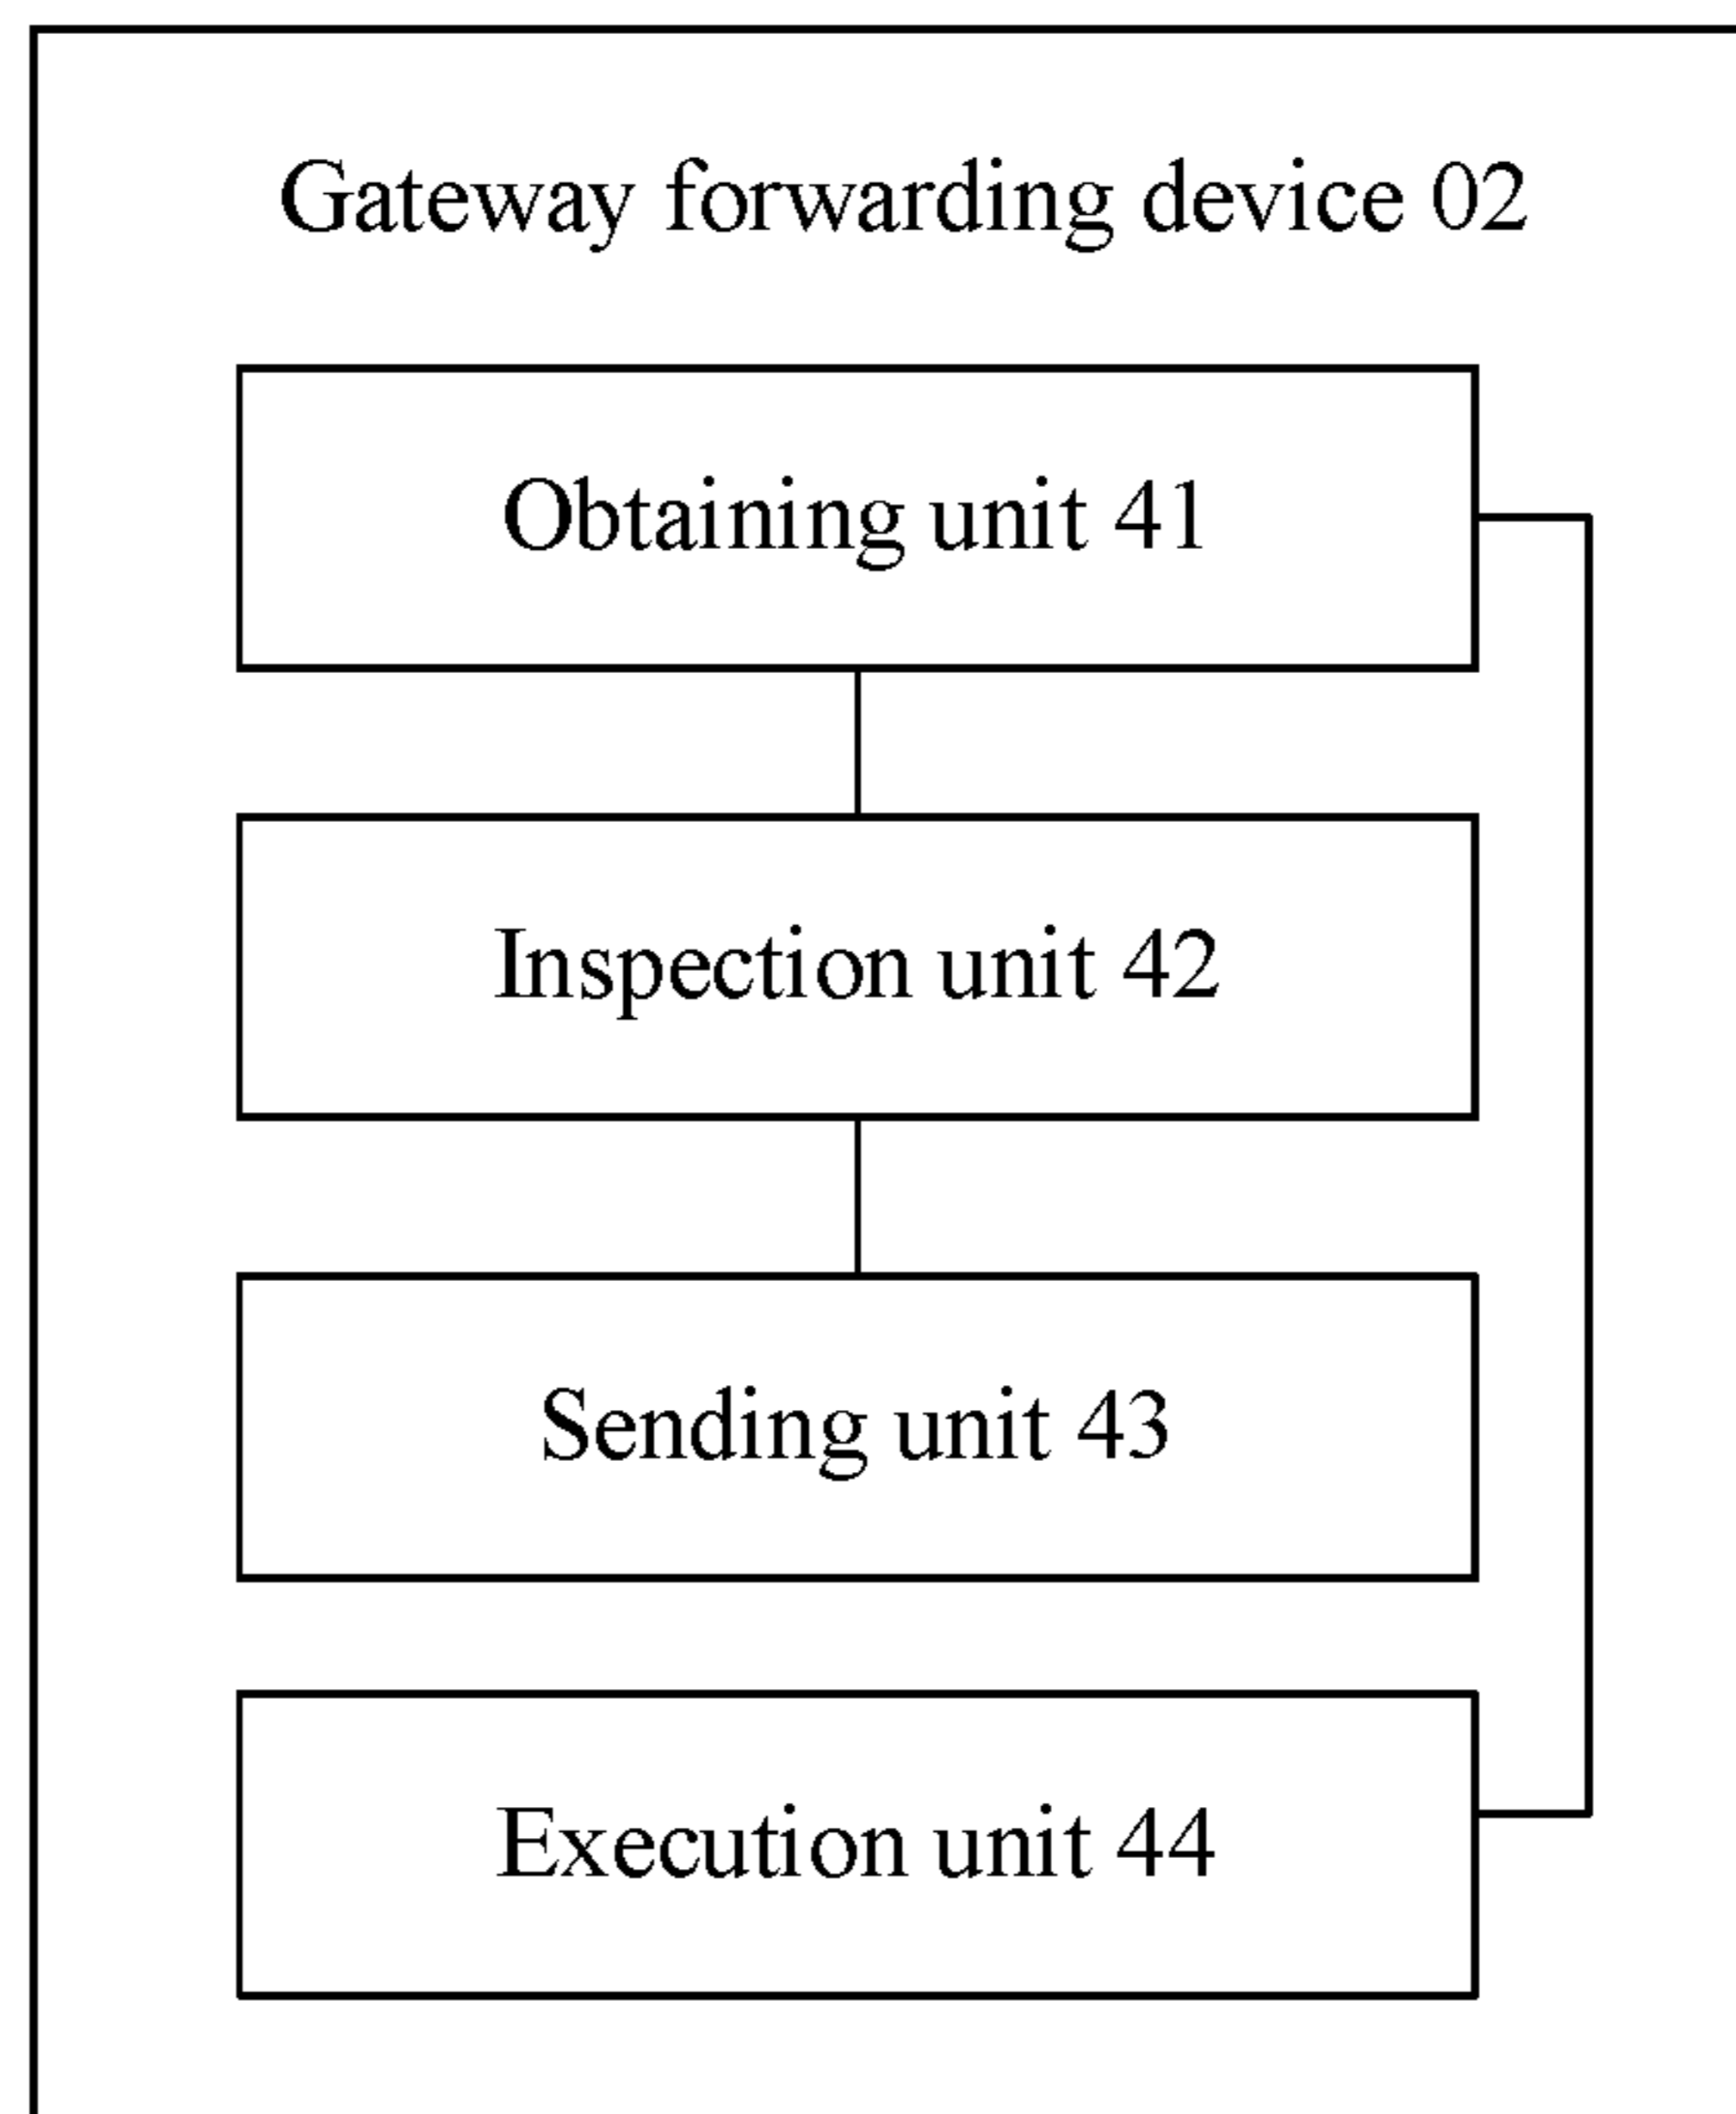 Gateway forwarding device 02
Obtaining unit 41
Inspection unit 42
Sending unit 43
Execution unit 44